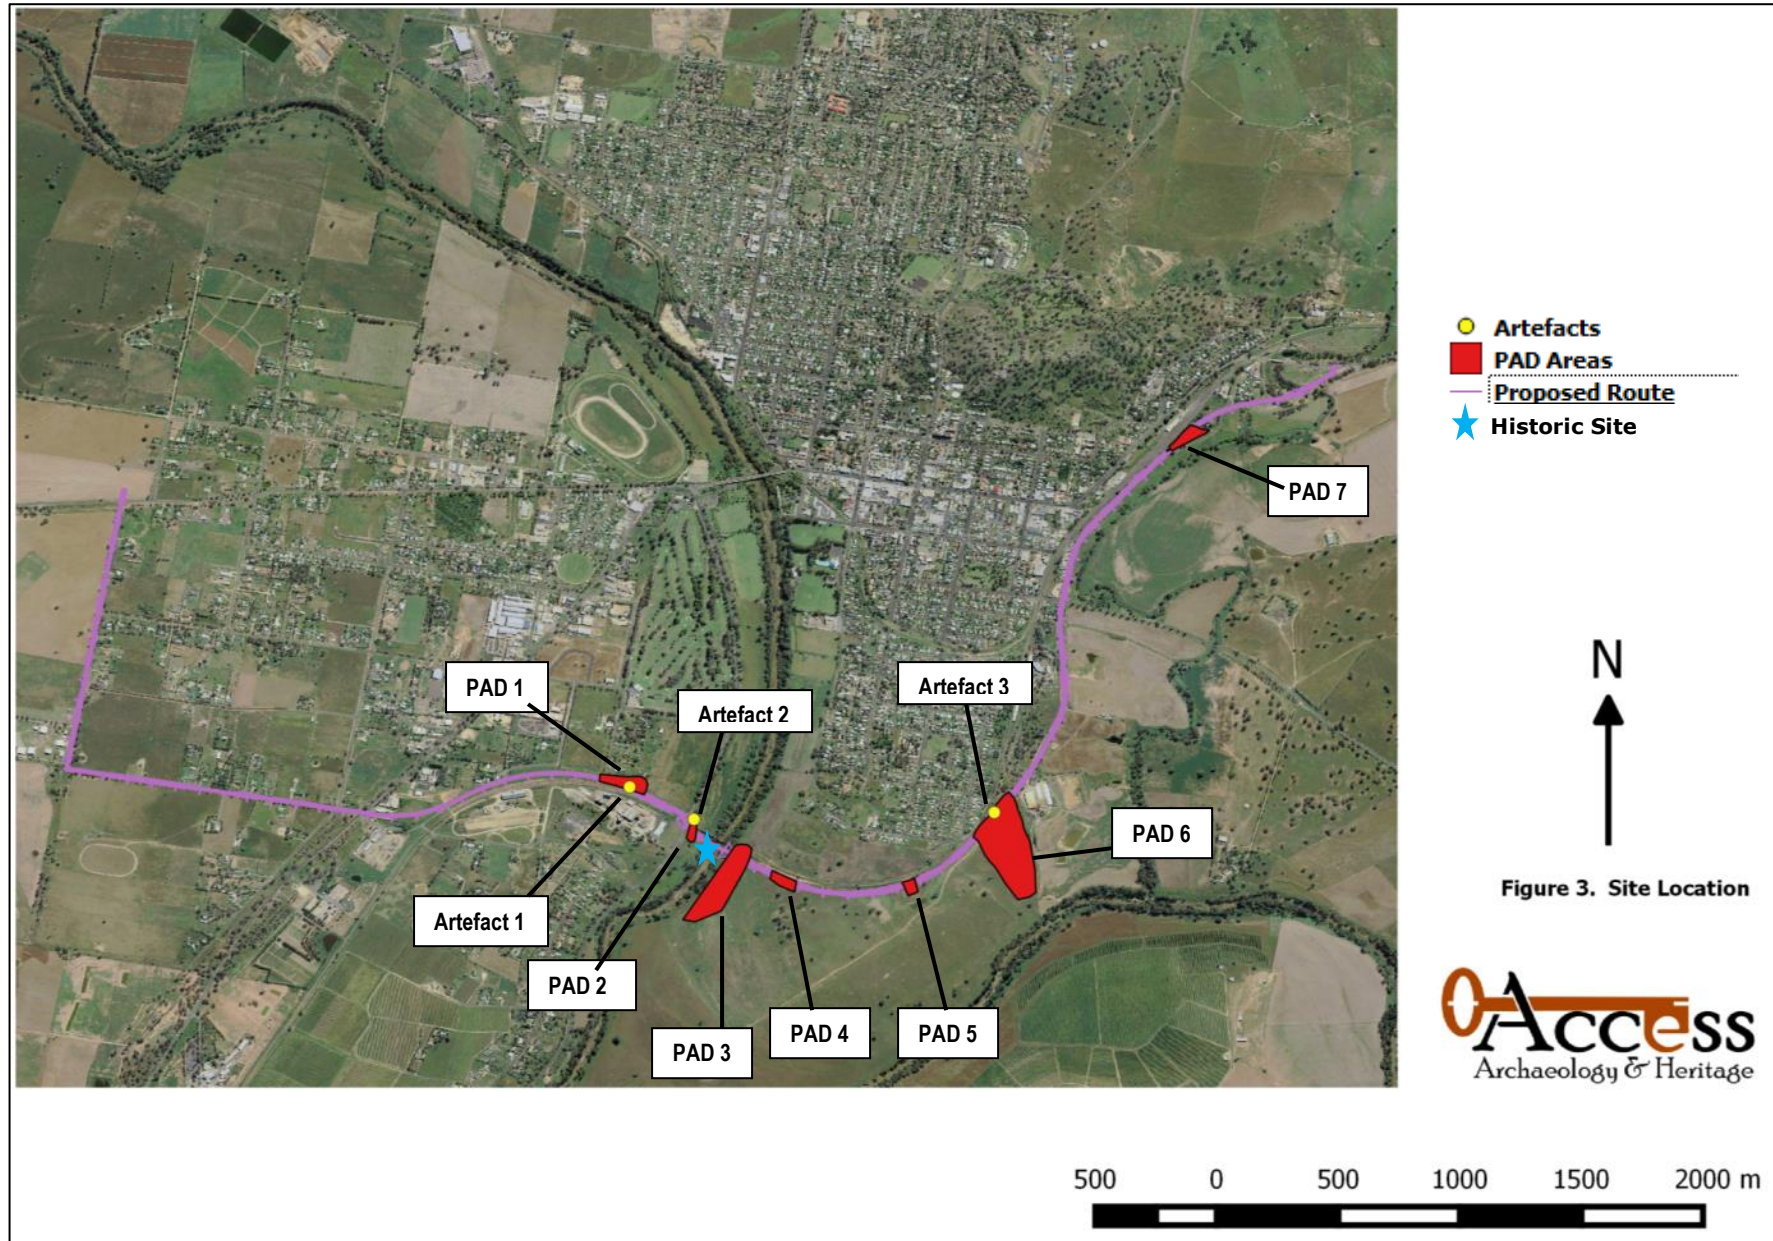 Artefacts
PAD Areas
Proposed Route
Historic Site
PAD 7
PAD 1
Artefact 2
Artefact 3
PAD 6
Artefact 1
PAD 2
PAD 3
PAD 4
PAD 5
N
Figure 3. Site Location
Access
Archaeology & Heritage
500 0 500 1000 1500 2000 m